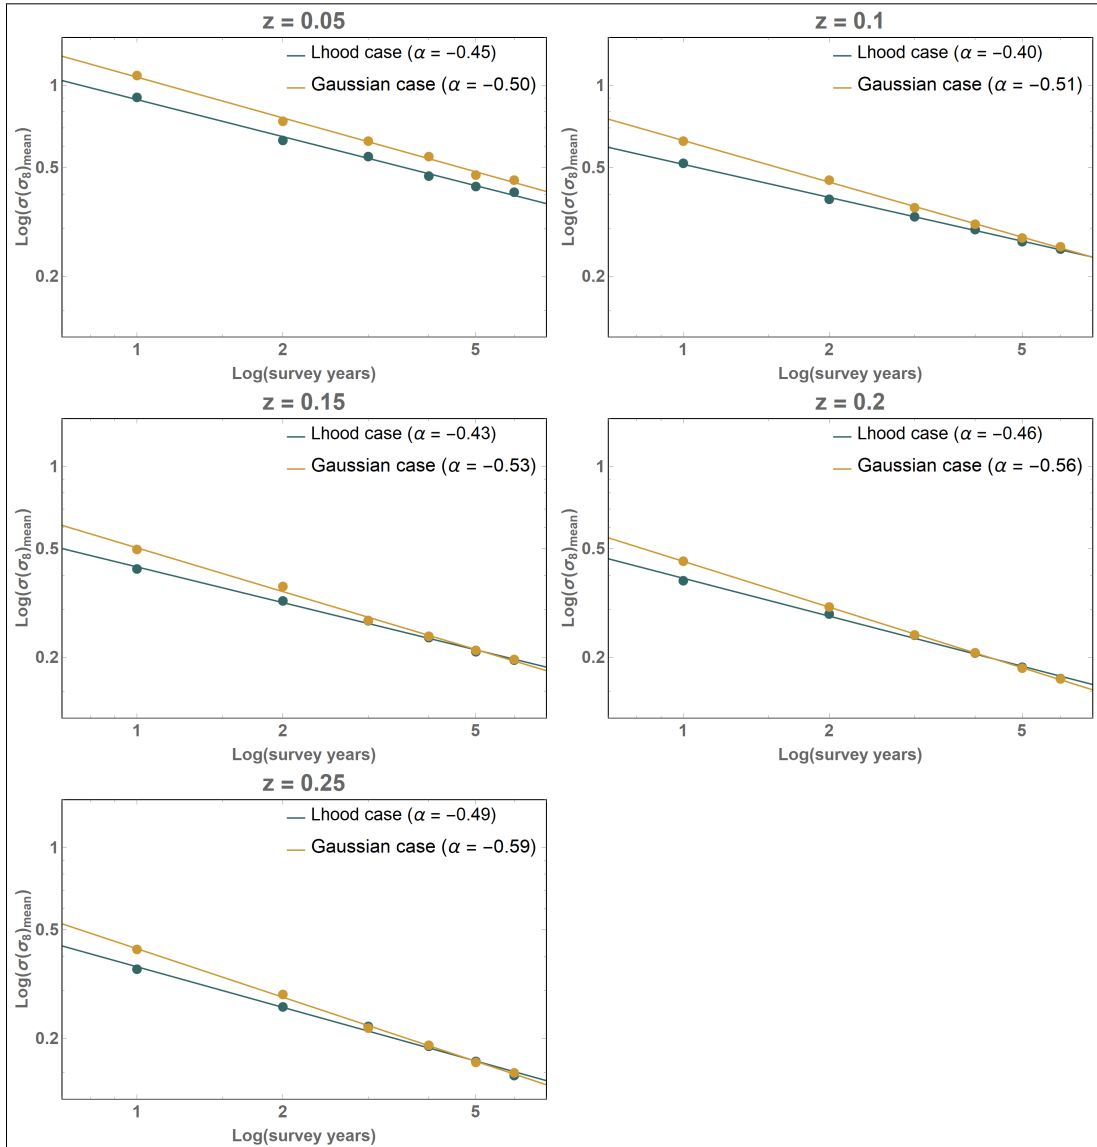 z = 0.05
Lhood case (α = −0.45)
Gaussian case (α = −0.50)
1
0.5
0.2
Log(σ(σ₈)mean)
1
2
5
Log(survey years)
z = 0.1
Lhood case (α = −0.40)
Gaussian case (α = −0.51)
1
0.5
0.2
Log(σ(σ₈)mean)
1
2
5
Log(survey years)
z = 0.15
Lhood case (α = −0.43)
Gaussian case (α = −0.53)
1
0.5
0.2
Log(σ(σ₈)mean)
1
2
5
Log(survey years)
z = 0.2
Lhood case (α = −0.46)
Gaussian case (α = −0.56)
1
0.5
0.2
Log(σ(σ₈)mean)
1
2
5
Log(survey years)
z = 0.25
Lhood case (α = −0.49)
Gaussian case (α = −0.59)
1
0.5
0.2
Log(σ(σ₈)mean)
1
2
5
Log(survey years)